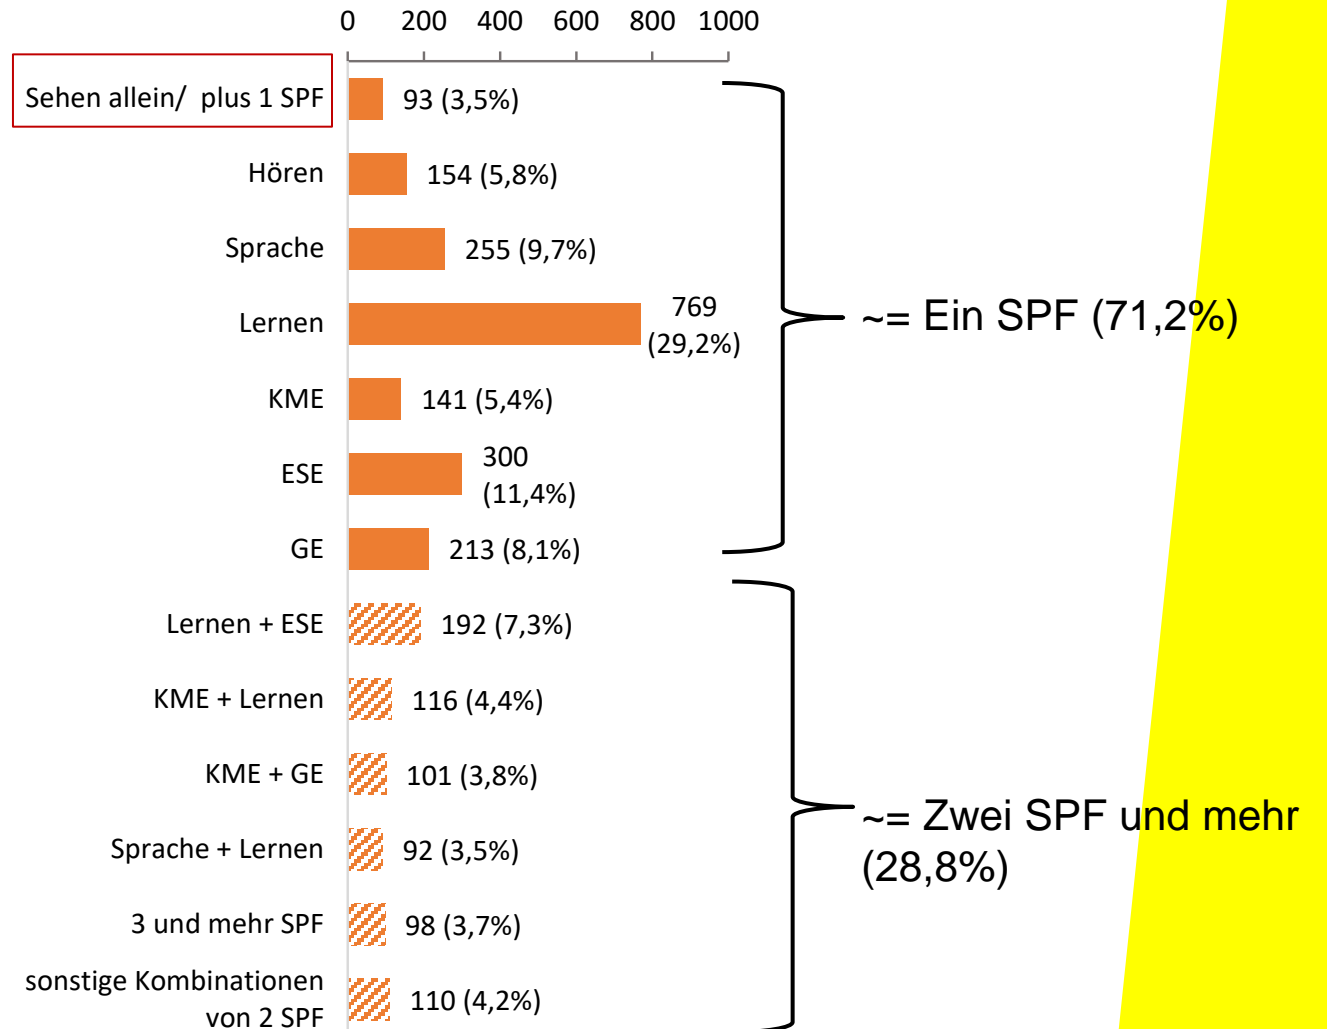 0 200 400 600 800 1000
Sehen allein/ plus 1 SPF
93 (3,5%)
Hören
154 (5,8%)
Sprache
255 (9,7%)
Lernen
769
(29,2%)
KME
141 (5,4%)
ESE
300
(11,4%)
GE
213 (8,1%)
~= Ein SPF (71,2%)
Lernen + ESE
192 (7,3%)
KME + Lernen
116 (4,4%)
KME + GE
101 (3,8%)
Sprache + Lernen
92 (3,5%)
3 und mehr SPF
98 (3,7%)
sonstige Kombinationen
von 2 SPF
110 (4,2%)
~= Zwei SPF und mehr
(28,8%)